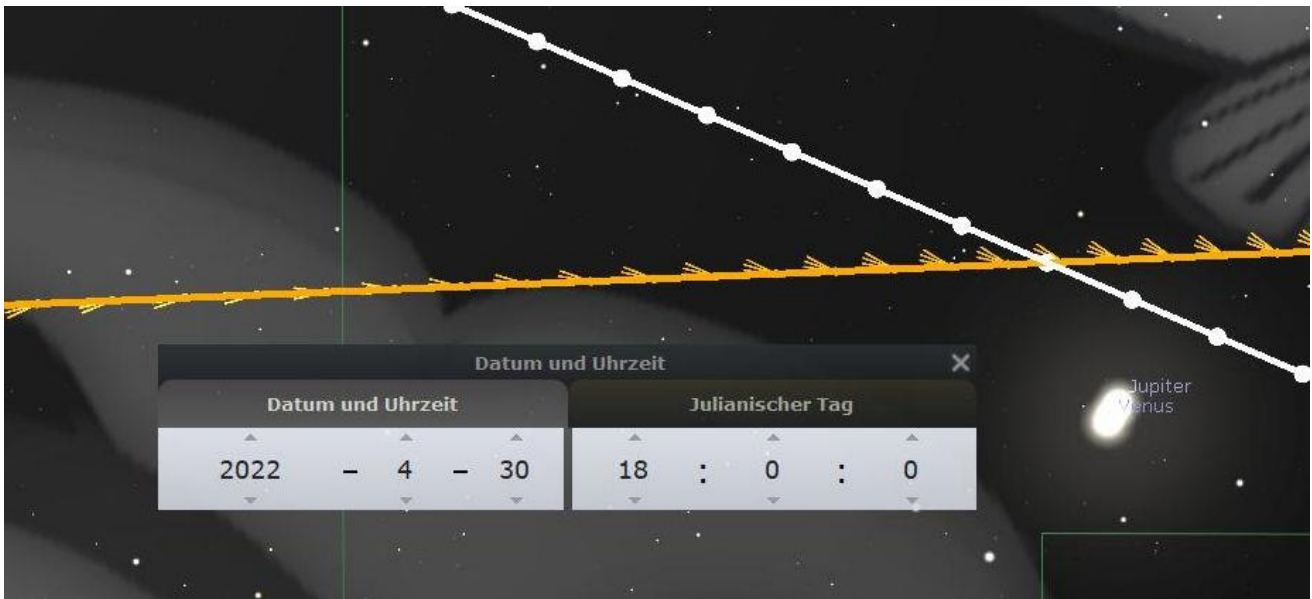 Datum und Uhrzeit
Datum und Uhrzeit Julianischer Tag
Jupiter
Venus
2022 - 4 - 30 18 : 0 : 0